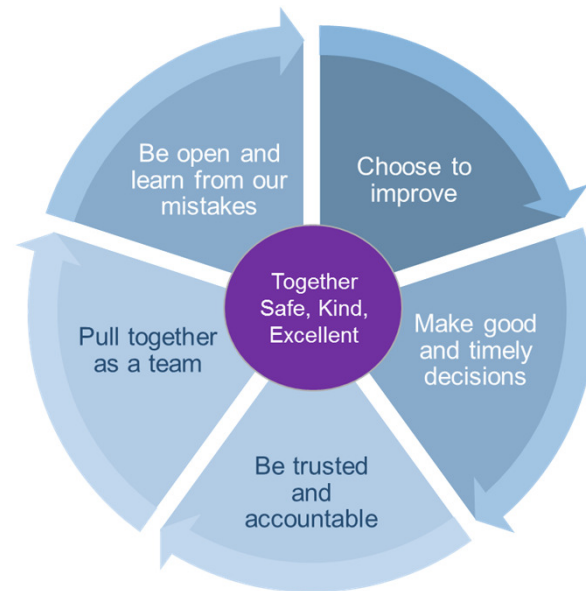 Be open and
learn from our
mistakes
Choose to
improve
Together
Safe, Kind,
Excellent
Pull together
as a team
Make good
and timely
decisions
Be trusted
and
accountable